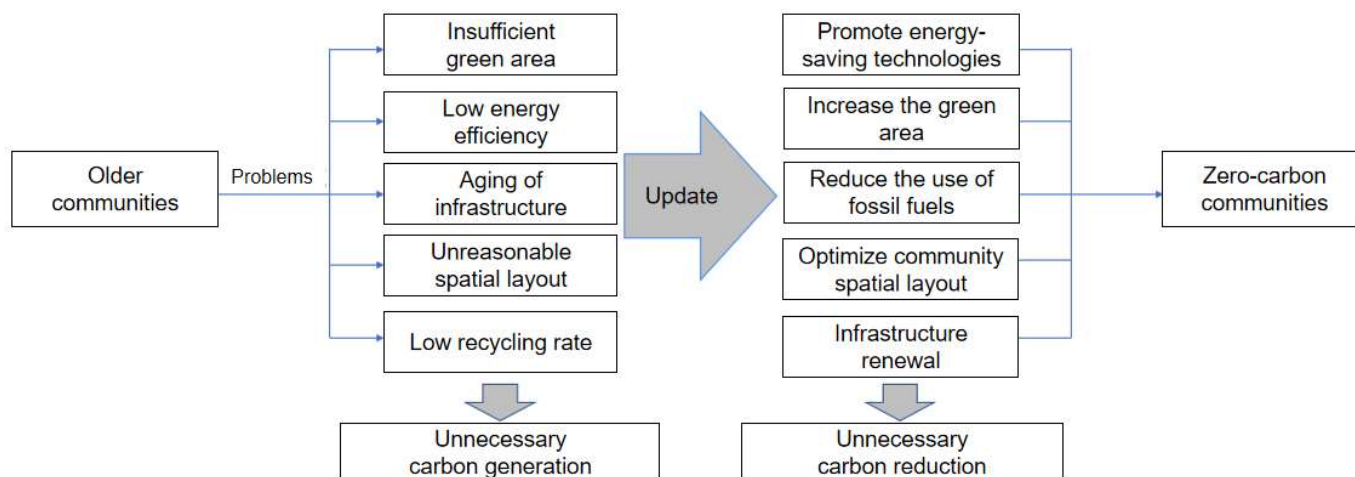 Older
communities
Problems
Insufficient
green area
Low energy
efficiency
Aging of
infrastructure
Unreasonable
spatial layout
Low recycling rate
Unnecessary
carbon generation
Update
Promote energy-
saving technologies
Increase the green
area
Reduce the use of
fossil fuels
Optimize community
spatial layout
Infrastructure
renewal
Unnecessary
carbon reduction
Zero-carbon
communities